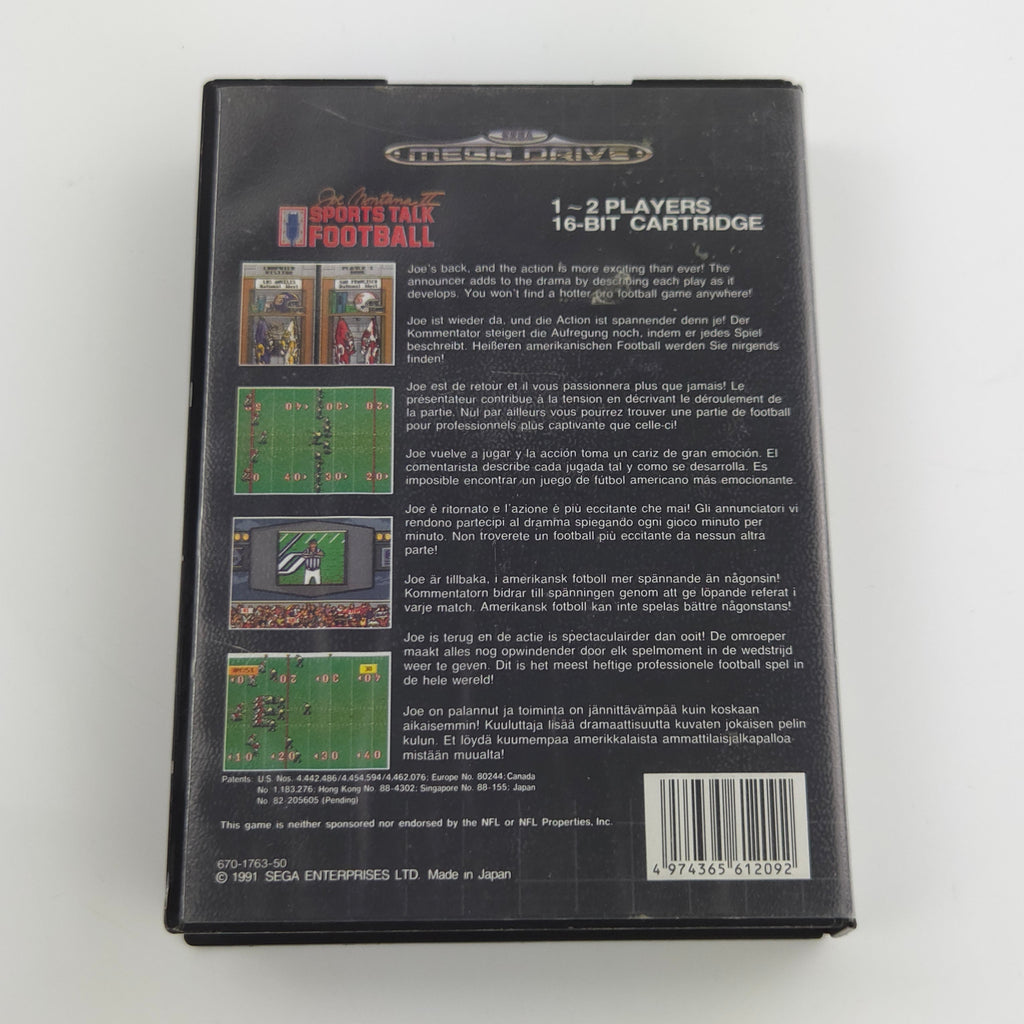 SEGA
MEGA DRIVE
Joe Montana II
SPORTS TALK
FOOTBALL
1~2 PLAYERS
16-BIT CARTRIDGE
Joe's back, and the action is more exciting than ever! The
announcer adds to the drama by describing each play as it
develops. You won't find a hotter pro football game anywhere!
Joe ist wieder da, und die Action ist spannender denn je! Der
Kommentator steigert die Aufregung noch, indem er jedes Spiel
beschreibt. Heißeren amerikanischen Football werden Sie nirgends
finden!
Joe est de retour et il vous passionnera plus que jamais! Le
présentateur contribue à la tension en décrivant le déroulement de
la partie. Nul par ailleurs vous pourrez trouver une partie de football
pour professionnels plus captivante que celle-ci!
Joe vuelve a jugar y la acción toma un cariz de gran emoción. El
comentarista describe cada jugada tal y como se desarrolla. Es
imposible encontrar un juego de fútbol americano más emocionante.
Joe è ritornato e l'azione è più eccitante che mai! Gli annunciatori vi
rendono partecipi al dramma spiegando ogni gioco minuto per
minuto. Non troverete un football più eccitante da nessun altra
parte!
Joe är tillbaka, i amerikansk fotboll mer spännande än någonsin!
Kommentatorn bidrar till spänningen genom att ge löpande referat i
varje match. Amerikansk fotboll kan inte spelas bättre någonstans!
Joe is terug en de actie is spectaculairder dan ooit! De omroeper
maakt alles nog opwindender door elk spelmoment in de wedstrijd
weer te geven. Dit is het meest heftige professionele football spel in
de hele wereld!
Joe on palannut ja toiminta on jännittävämpää kuin koskaan
aikaisemmin! Kuuluttaja lisää dramaattisuutta kuvaten jokaisen pelin
kulun. Et löydä kuumempaa amerikkalaista ammattilaisjalkapalloa
mistään muualta!
Patents: U.S. Nos. 4.442.486/4.454.594/4.462.076; Europe No. 80244; Canada
No 1.183.276; Hong Kong No. 88-4302; Singapore No. 88-155; Japan
No 82-205605 (Pending)
This game is neither sponsored nor endorsed by the NFL or NFL Properties, Inc.
670-1763-50
© 1991 SEGA ENTERPRISES LTD. Made in Japan
4 974365 612092